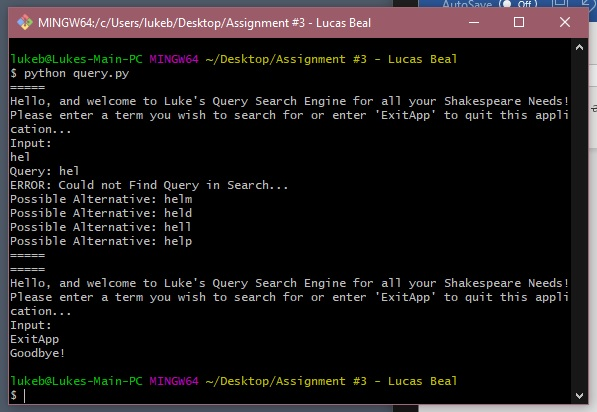 AutoSave Off
MINGW64:/c/Users/lukeb/Desktop/Assignment #3 - Lucas Beal
lukeb@Lukes-Main-PC MINGW64 ~/Desktop/Assignment #3 - Lucas Beal
$ python query.py
=====
Hello, and welcome to Luke's Query Search Engine for all your Shakespeare Needs!
Please enter a term you wish to search for or enter 'ExitApp' to quit this appli
cation...
Input:
hel
Query: hel
ERROR: Could not Find Query in Search...
Possible Alternative: helm
Possible Alternative: held
Possible Alternative: hell
Possible Alternative: help
=====
=====
Hello, and welcome to Luke's Query Search Engine for all your Shakespeare Needs!
Please enter a term you wish to search for or enter 'ExitApp' to quit this appli
cation...
Input:
ExitApp
Goodbye!
lukeb@Lukes-Main-PC MINGW64 ~/Desktop/Assignment #3 - Lucas Beal
$